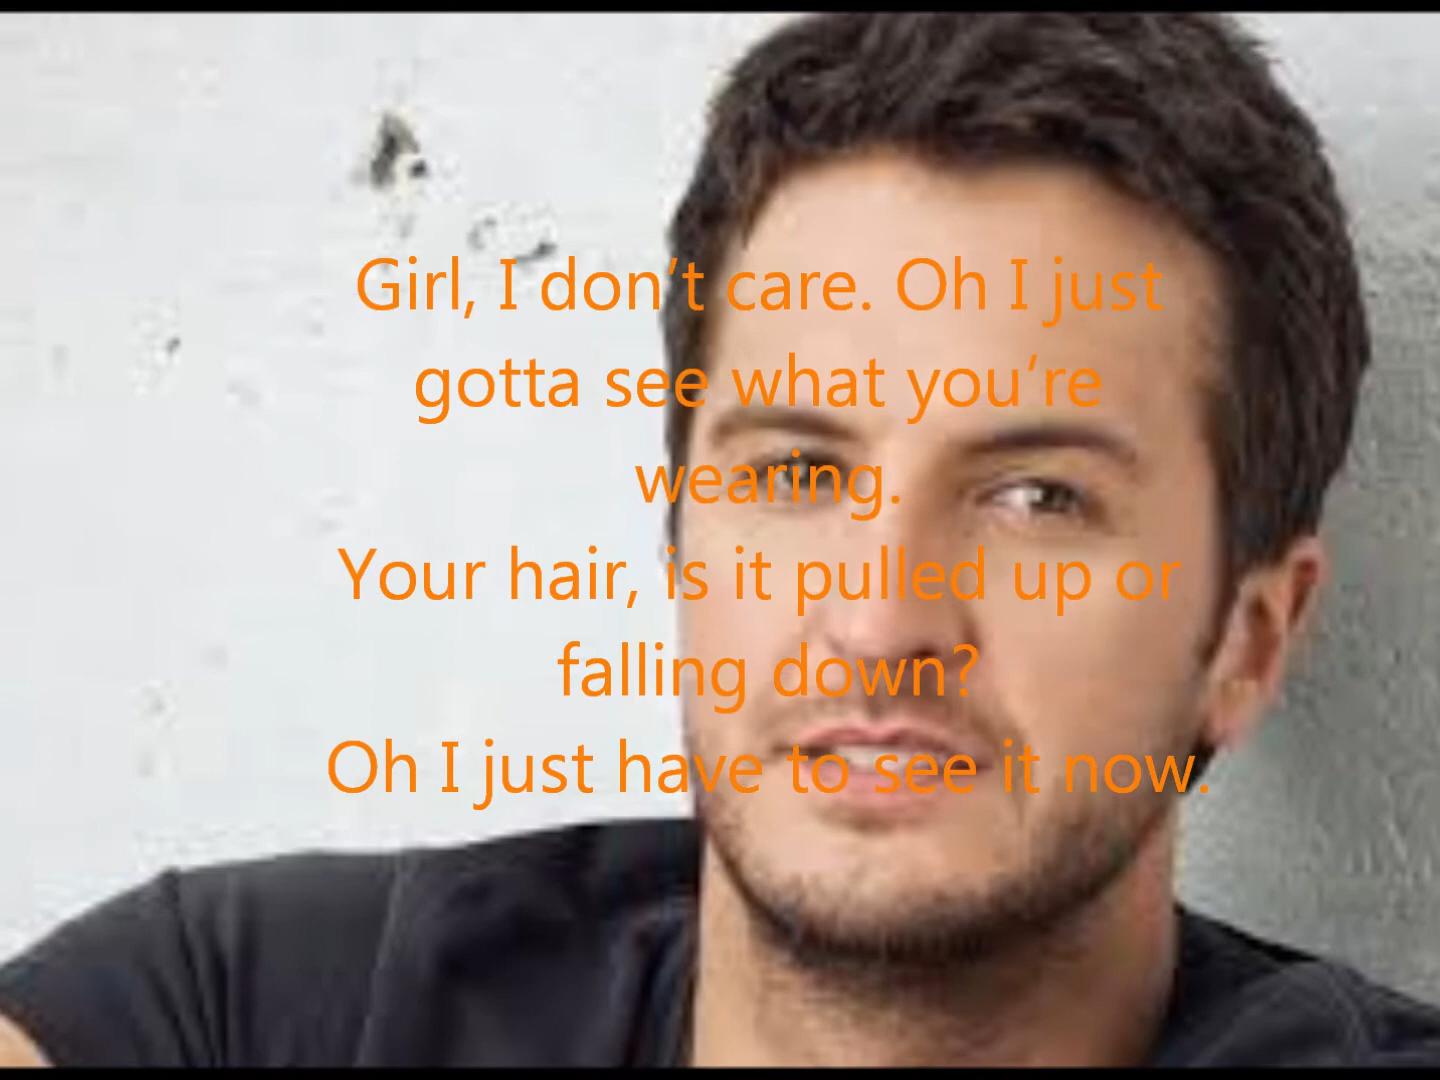 Girl, I don't care. Oh I just
gotta see what you're
wearing.
Your hair, is it pulled up or
falling down?
Oh I just have to see it now.